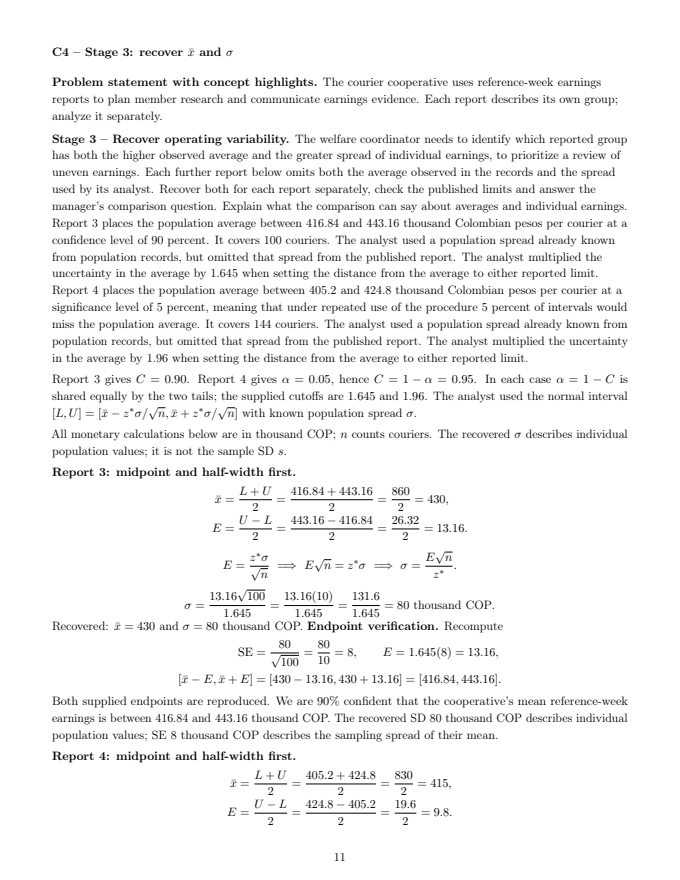 C4 – Stage 3: recover x̄ and σ
Problem statement with concept highlights. The courier cooperative uses reference-week earnings
reports to plan member research and communicate earnings evidence. Each report describes its own group;
analyze it separately.
Stage 3 – Recover operating variability. The welfare coordinator needs to identify which reported group
has both the higher observed average and the greater spread of individual earnings, to prioritize a review of
uneven earnings. Each further report below omits both the average observed in the records and the spread
used by its analyst. Recover both for each report separately, check the published limits and answer the
manager's comparison question. Explain what the comparison can say about averages and individual earnings.
Report 3 places the population average between 416.84 and 443.16 thousand Colombian pesos per courier at a
confidence level of 90 percent. It covers 100 couriers. The analyst used a population spread already known
from population records, but omitted that spread from the published report. The analyst multiplied the
uncertainty in the average by 1.645 when setting the distance from the average to either reported limit.
Report 4 places the population average between 405.2 and 424.8 thousand Colombian pesos per courier at a
significance level of 5 percent, meaning that under repeated use of the procedure 5 percent of intervals would
miss the population average. It covers 144 couriers. The analyst used a population spread already known from
population records, but omitted that spread from the published report. The analyst multiplied the uncertainty
in the average by 1.96 when setting the distance from the average to either reported limit.
Report 3 gives C = 0.90. Report 4 gives α = 0.05, hence C = 1 − α = 0.95. In each case α = 1 − C is
shared equally by the two tails; the supplied cutoffs are 1.645 and 1.96. The analyst used the normal interval
[L, U] = [x̄ − z*σ/√n, x̄ + z*σ/√n] with known population spread σ.
All monetary calculations below are in thousand COP; n counts couriers. The recovered σ describes individual
population values; it is not the sample SD s.
Report 3: midpoint and half-width first.
x̄ = (L + U)/2 = (416.84 + 443.16)/2 = 860/2 = 430,
E = (U − L)/2 = (443.16 − 416.84)/2 = 26.32/2 = 13.16.
E = z*σ/√n ⟹ E√n = z*σ ⟹ σ = E√n/z*.
σ = 13.16√100/1.645 = 13.16(10)/1.645 = 131.6/1.645 = 80 thousand COP.
Recovered: x̄ = 430 and σ = 80 thousand COP. Endpoint verification. Recompute
SE = 80/√100 = 80/10 = 8, E = 1.645(8) = 13.16,
[x̄ − E, x̄ + E] = [430 − 13.16, 430 + 13.16] = [416.84, 443.16].
Both supplied endpoints are reproduced. We are 90% confident that the cooperative's mean reference-week
earnings is between 416.84 and 443.16 thousand COP. The recovered SD 80 thousand COP describes individual
population values; SE 8 thousand COP describes the sampling spread of their mean.
Report 4: midpoint and half-width first.
x̄ = (L + U)/2 = (405.2 + 424.8)/2 = 830/2 = 415,
E = (U − L)/2 = (424.8 − 405.2)/2 = 19.6/2 = 9.8.
11